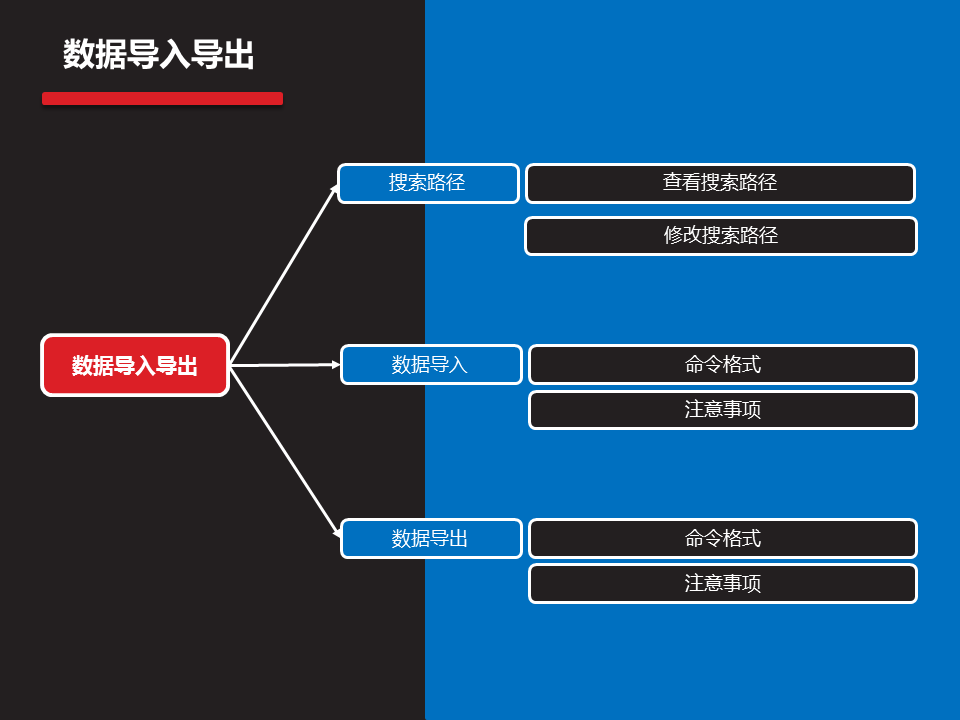 数据导入导出
搜索路径
查看搜索路径
修改搜索路径
数据导入导出
数据导入
命令格式
注意事项
数据导出
命令格式
注意事项